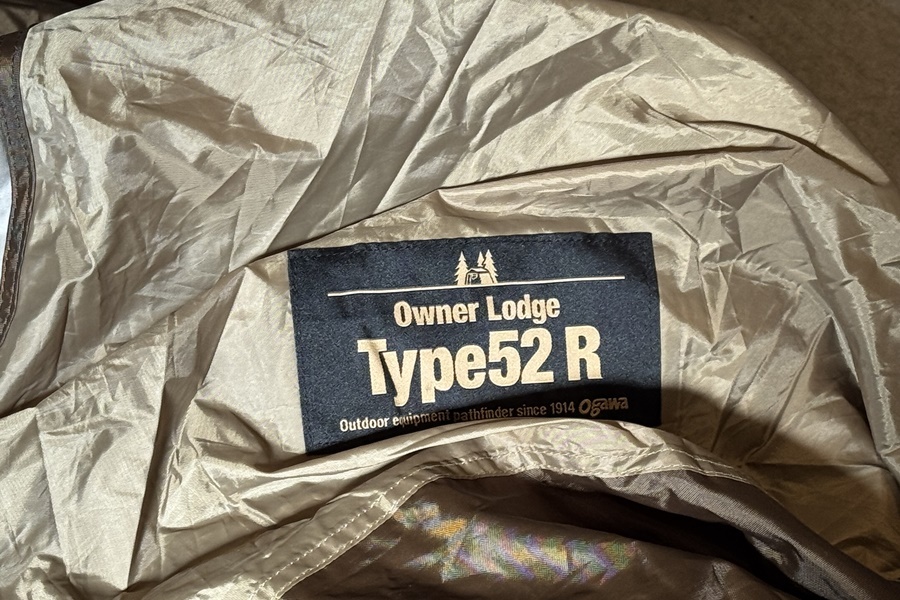 Owner Lodge
Type52 R
Outdoor equipment pathfinder since 1914 Ogawa